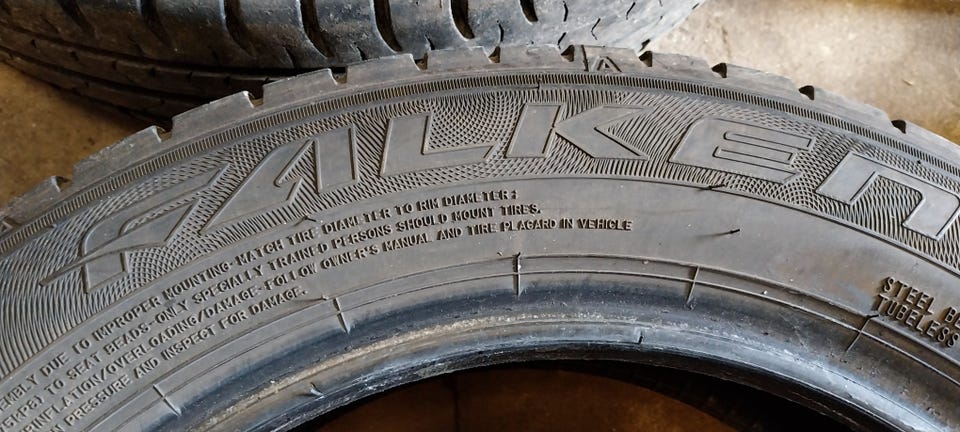 FALKEN
EMBLY DUE TO IMPROPER MOUNTING-MATCH TIRE DIAMETER TO RIM DIAMETER;
TO SEAT BEADS-ONLY SPECIALLY TRAINED PERSONS SHOULD MOUNT TIRES.
RINFLATION/OVERLOADING/DAMAGE-FOLLOW OWNER'S MANUAL AND TIRE PLACARD IN VEHICLE
PRESSURE AND INSPECT FOR DAMAGE.
STEEL BE
TUBELESS